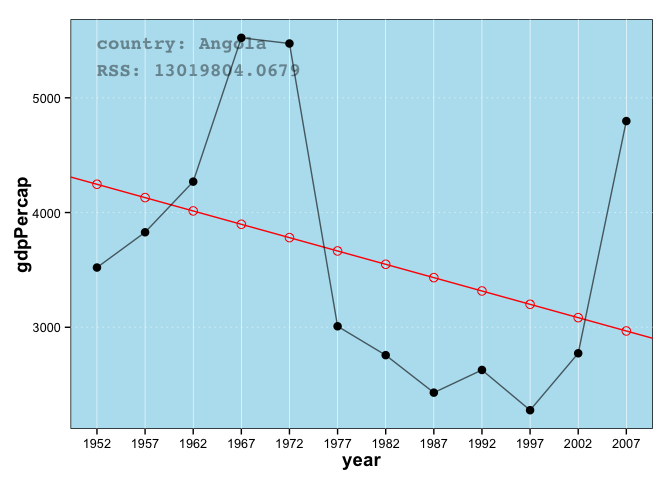 country: Angola
RSS: 13019804.0679
5000
4000
3000
gdpPercap
1952 1957 1962 1967 1972 1977 1982 1987 1992 1997 2002 2007
year